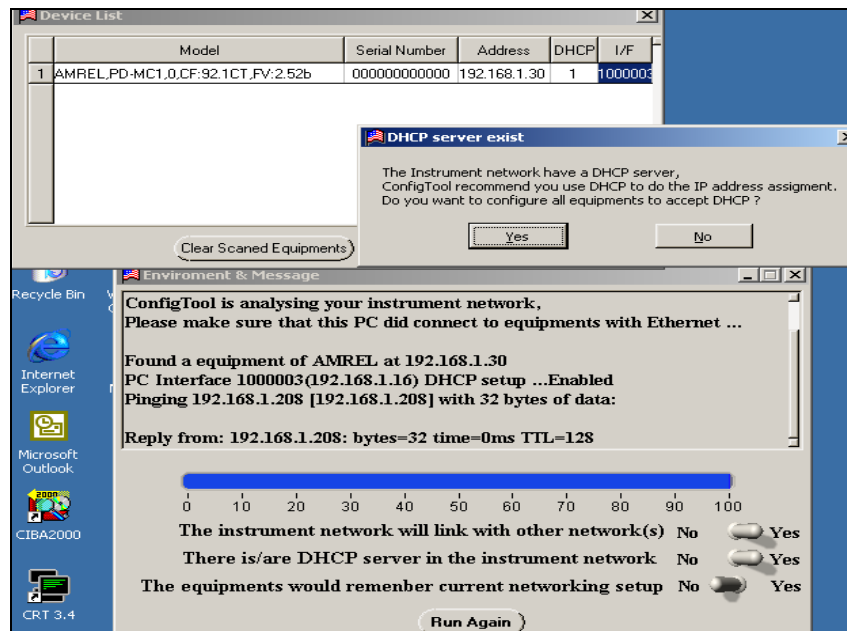 Device List
Model Serial Number Address DHCP I/F
1 AMREL,PD-MC1,0,CF:92.1CT,FV:2.52b 000000000000 192.168.1.30 1 1000003
DHCP server exist
The Instrument network have a DHCP server,
ConfigTool recommend you use DHCP to do the IP address assigment.
Do you want to configure all equipments to accept DHCP ?
Yes No
Clear Scaned Equipments
Enviroment & Message
ConfigTool is analysing your instrument network,
Please make sure that this PC did connect to equipments with Ethernet ...
Found a equipment of AMREL at 192.168.1.30
PC Interface 1000003(192.168.1.16) DHCP setup ...Enabled
Pinging 192.168.1.208 [192.168.1.208] with 32 bytes of data:
Reply from: 192.168.1.208: bytes=32 time=0ms TTL=128
0 10 20 30 40 50 60 70 80 90 100
The instrument network will link with other network(s) No Yes
There is/are DHCP server in the instrument network No Yes
The equipments would remenber current networking setup No Yes
Run Again
Recycle Bin
Internet
Explorer
Microsoft
Outlook
2000
CIBA2000
CRT 3.4